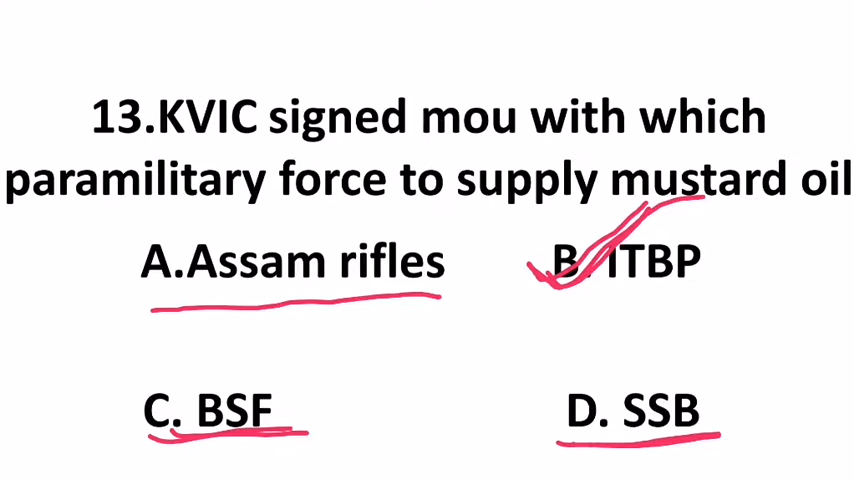 13.KVIC signed mou with which
paramilitary force to supply mustard oil
A.Assam rifles B. ITBP
C. BSF D. SSB